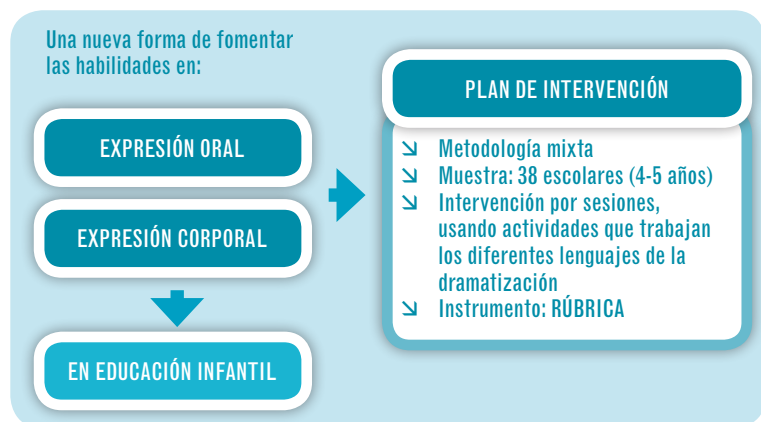 Una nueva forma de fomentar
las habilidades en:
EXPRESIÓN ORAL
EXPRESIÓN CORPORAL
EN EDUCACIÓN INFANTIL
PLAN DE INTERVENCIÓN
Metodología mixta
Muestra: 38 escolares (4-5 años)
Intervención por sesiones,
usando actividades que trabajan
los diferentes lenguajes de la
dramatización
Instrumento: RÚBRICA